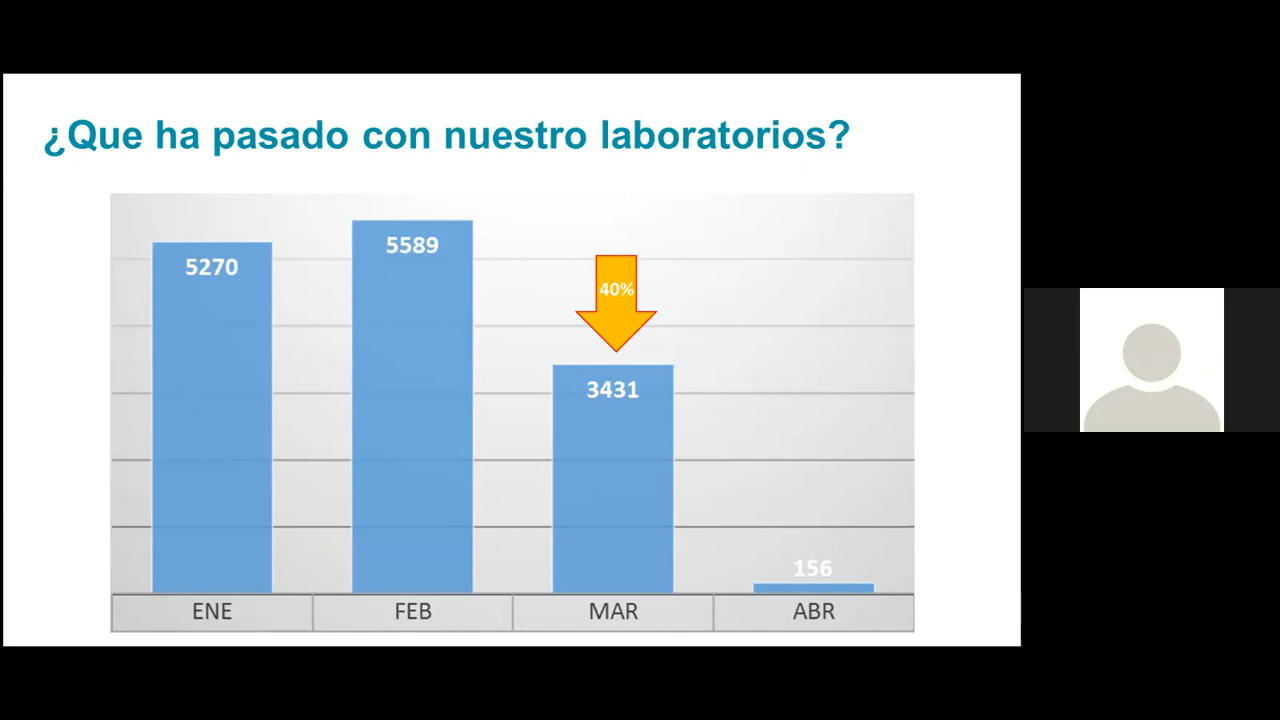 ¿Que ha pasado con nuestro laboratorios?
5270
5589
40%
3431
156
ENE
FEB
MAR
ABR